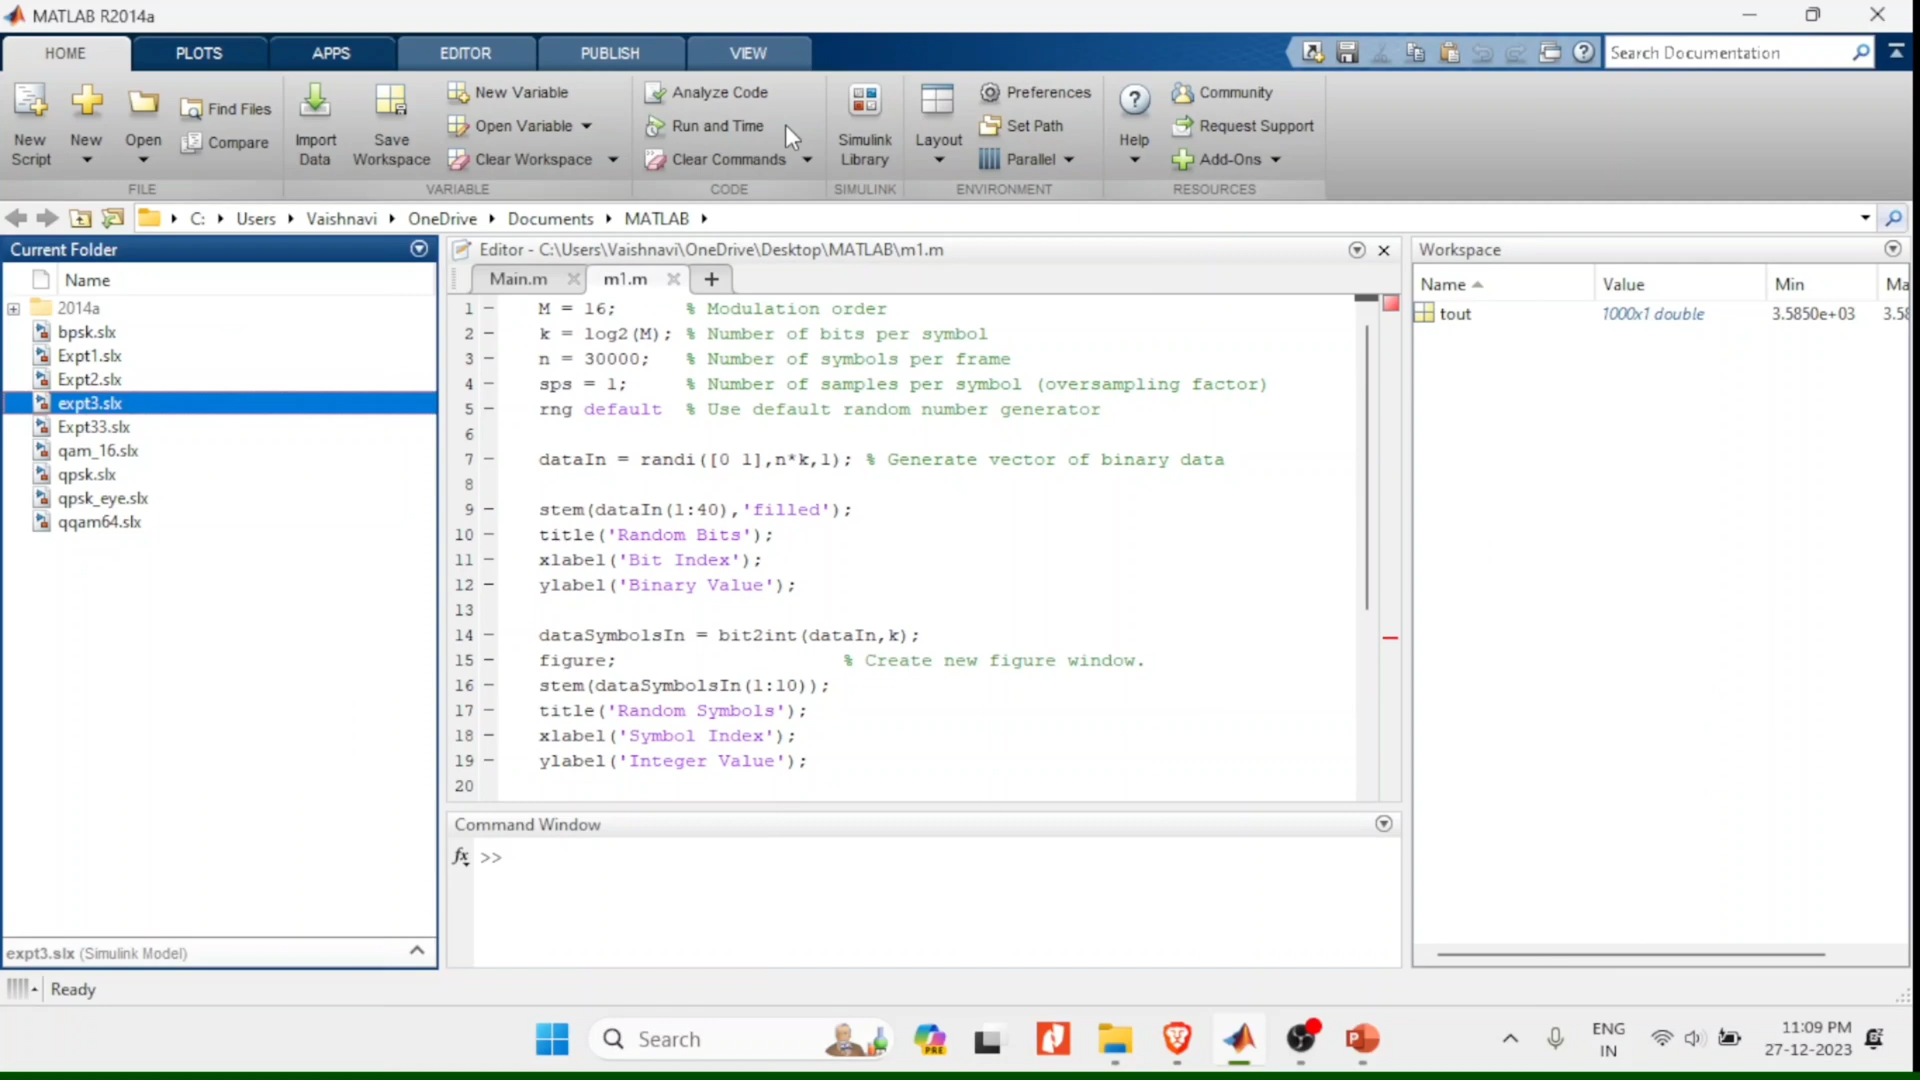 MATLAB R2014a
HOME PLOTS APPS EDITOR PUBLISH VIEW Search Documentation
New Script
New
Open
Find Files
Compare
FILE
Import Data
Save Workspace
New Variable
Open Variable
Clear Workspace
VARIABLE
Analyze Code
Run and Time
Clear Commands
CODE
Simulink Library
SIMULINK
Layout
Preferences
Set Path
Parallel
ENVIRONMENT
Help
Community
Request Support
Add-Ons
RESOURCES
C: Users Vaishnavi OneDrive Documents MATLAB
Current Folder
Name
2014a
bpsk.slx
Expt1.slx
Expt2.slx
expt3.slx
Expt33.slx
qam_16.slx
qpsk.slx
qpsk_eye.slx
qqam64.slx
expt3.slx (Simulink Model)
Editor - C:\Users\Vaishnavi\OneDrive\Desktop\MATLAB\m1.m
Main.m m1.m
1 M = 16; % Modulation order
2 k = log2(M); % Number of bits per symbol
3 n = 30000; % Number of symbols per frame
4 sps = 1; % Number of samples per symbol (oversampling factor)
5 rng default % Use default random number generator
6
7 dataIn = randi([0 1],n*k,1); % Generate vector of binary data
8
9 stem(dataIn(1:40),'filled');
10 title('Random Bits');
11 xlabel('Bit Index');
12 ylabel('Binary Value');
13
14 dataSymbolsIn = bit2int(dataIn,k);
15 figure; % Create new figure window.
16 stem(dataSymbolsIn(1:10));
17 title('Random Symbols');
18 xlabel('Symbol Index');
19 ylabel('Integer Value');
20
Command Window
fx >>
Workspace
Name Value Min Ma
tout 1000x1 double 3.5850e+03 3.58
Ready
Search
PRE
ENG
IN
11:09 PM
27-12-2023